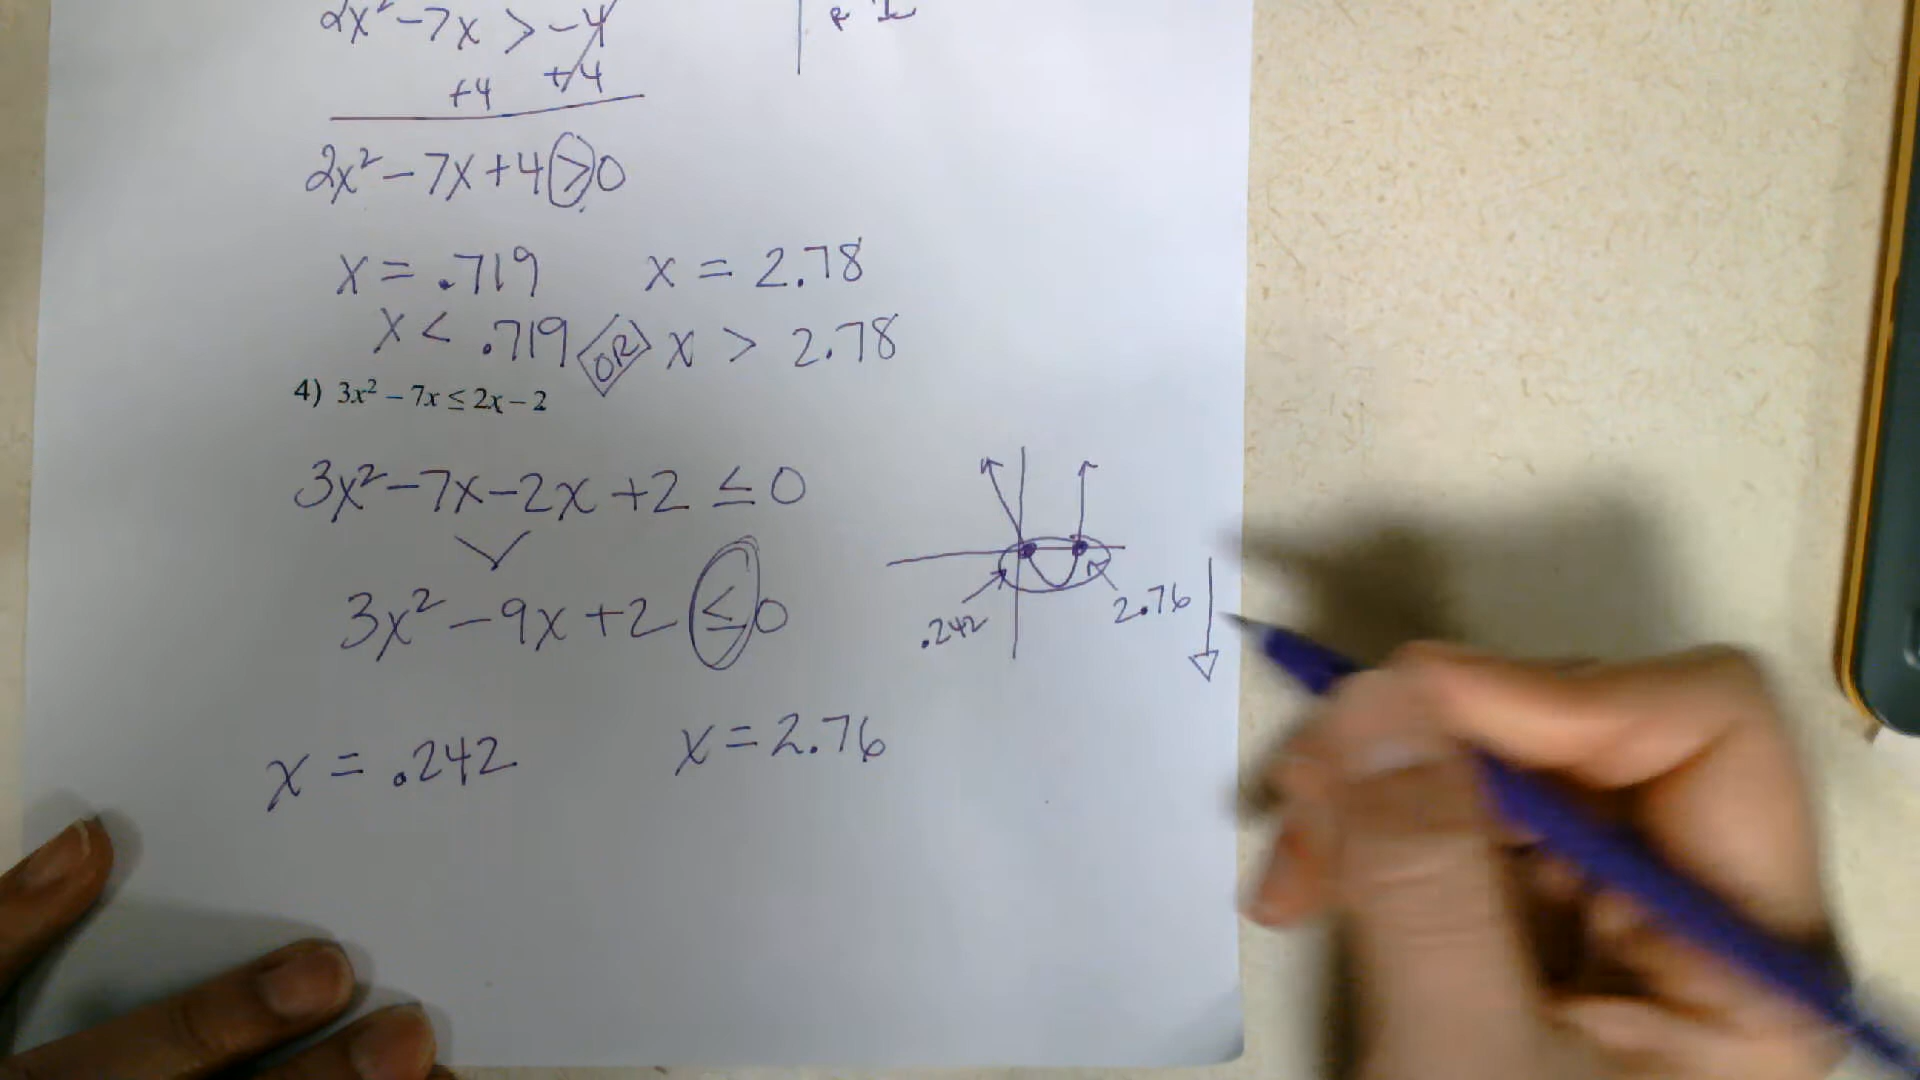 2x² - 7x > -4
+4 +4
2x² - 7x + 4 > 0
x = .719 x = 2.78
x < .719 OR x > 2.78
4) 3x² - 7x ≤ 2x - 2
3x² - 7x - 2x + 2 ≤ 0
3x² - 9x + 2 ≤ 0
.242 2.76
x = .242 x = 2.76